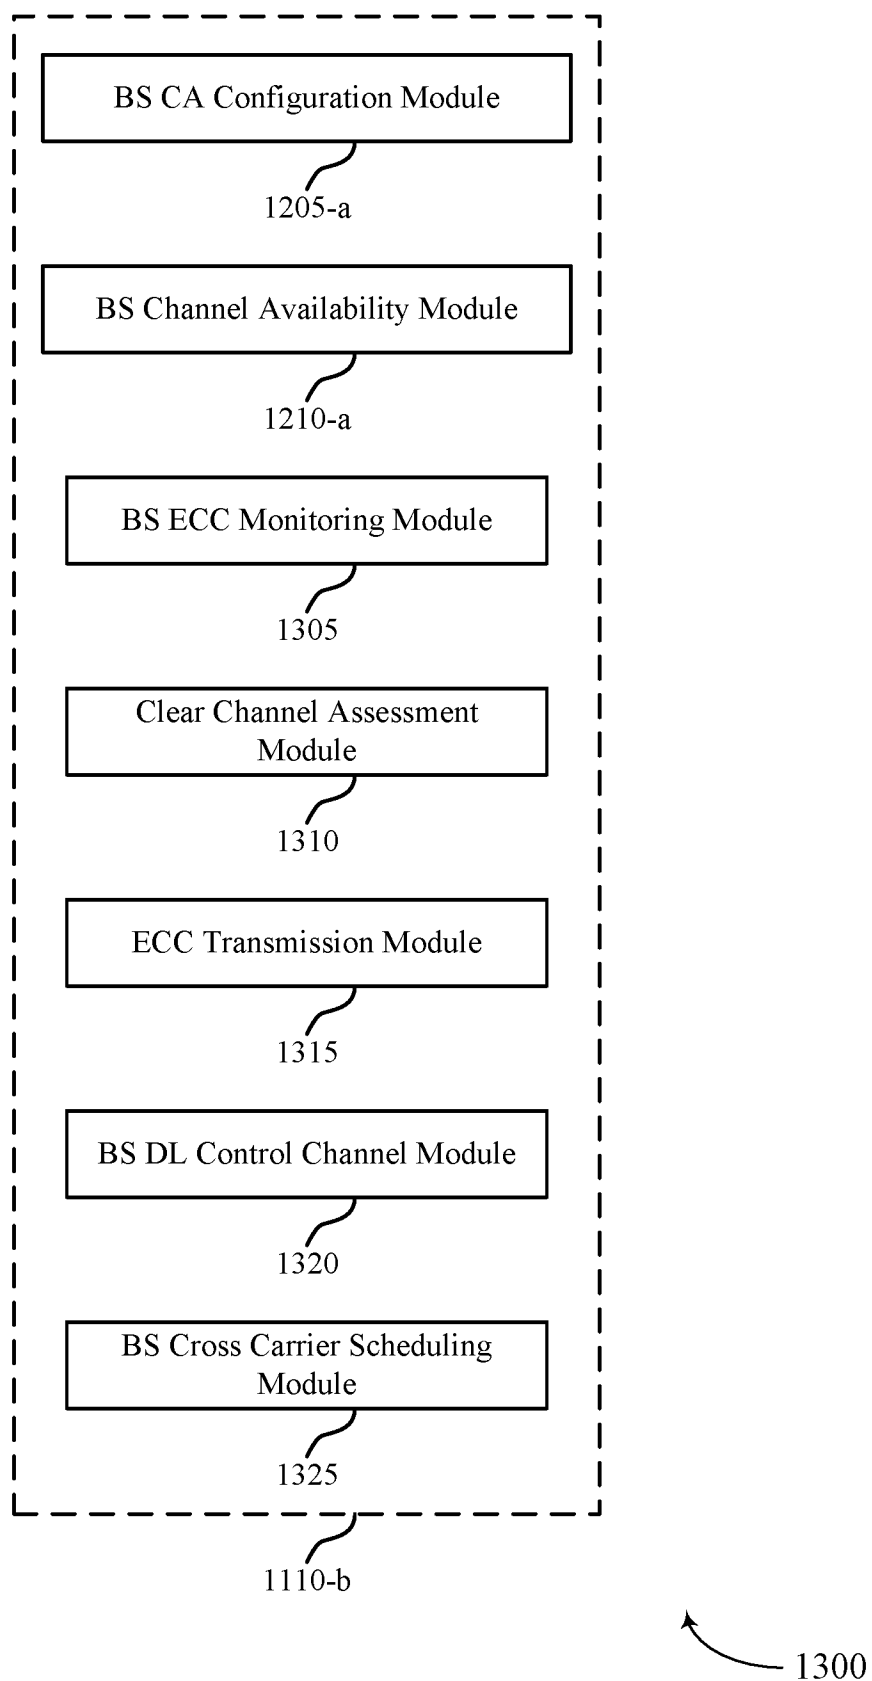 BS CA Configuration Module
1205-a
BS Channel Availability Module
1210-a
BS ECC Monitoring Module
1305
Clear Channel Assessment
Module
1310
ECC Transmission Module
1315
BS DL Control Channel Module
1320
BS Cross Carrier Scheduling
Module
1325
1110-b
1300